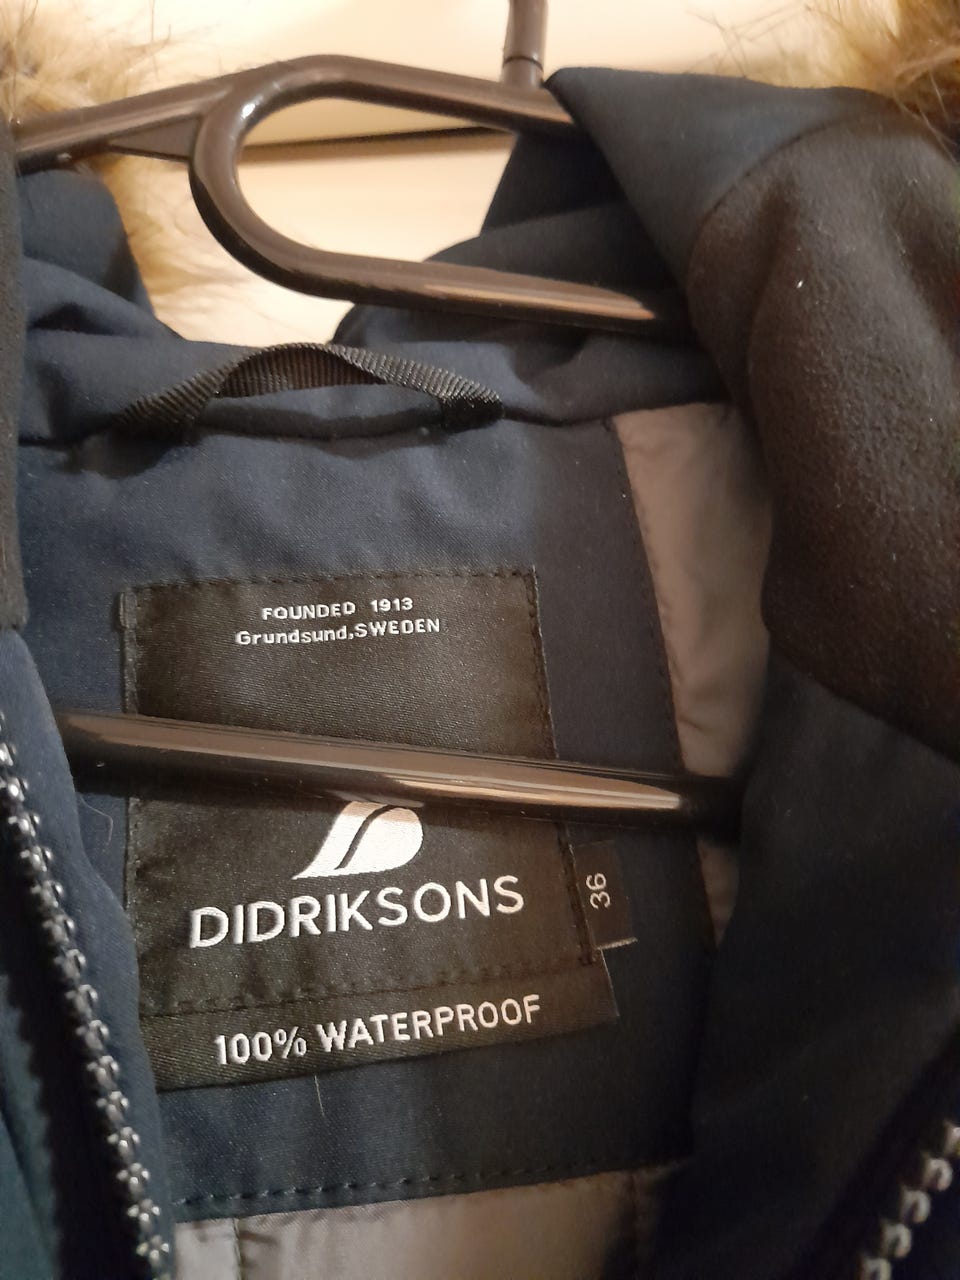 FOUNDED 1913
Grundsund,SWEDEN
DIDRIKSONS
36
100% WATERPROOF